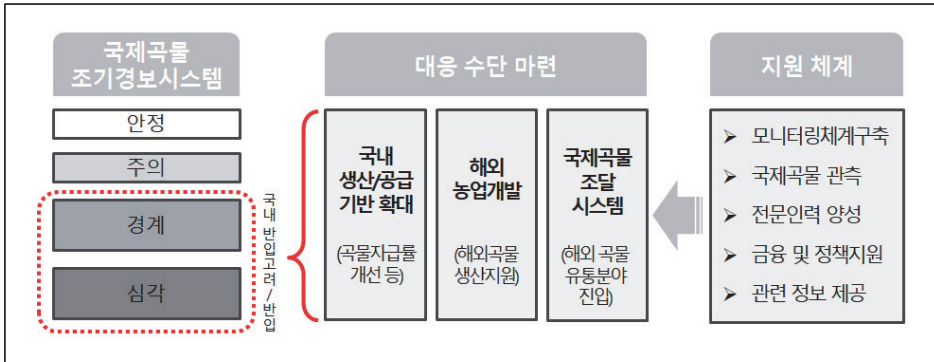 국제곡물
조기경보시스템
안정
주의
경계
심각
국내 반입고려/반입
대응 수단 마련
국내
생산/공급
기반 확대
(곡물자급률
개선 등)
해외
농업개발
(해외곡물
생산지원)
국제곡물
조달
시스템
(해외 곡물
유통분야
진입)
지원 체계
➢ 모니터링체계구축
➢ 국제곡물 관측
➢ 전문인력 양성
➢ 금융 및 정책지원
➢ 관련 정보 제공